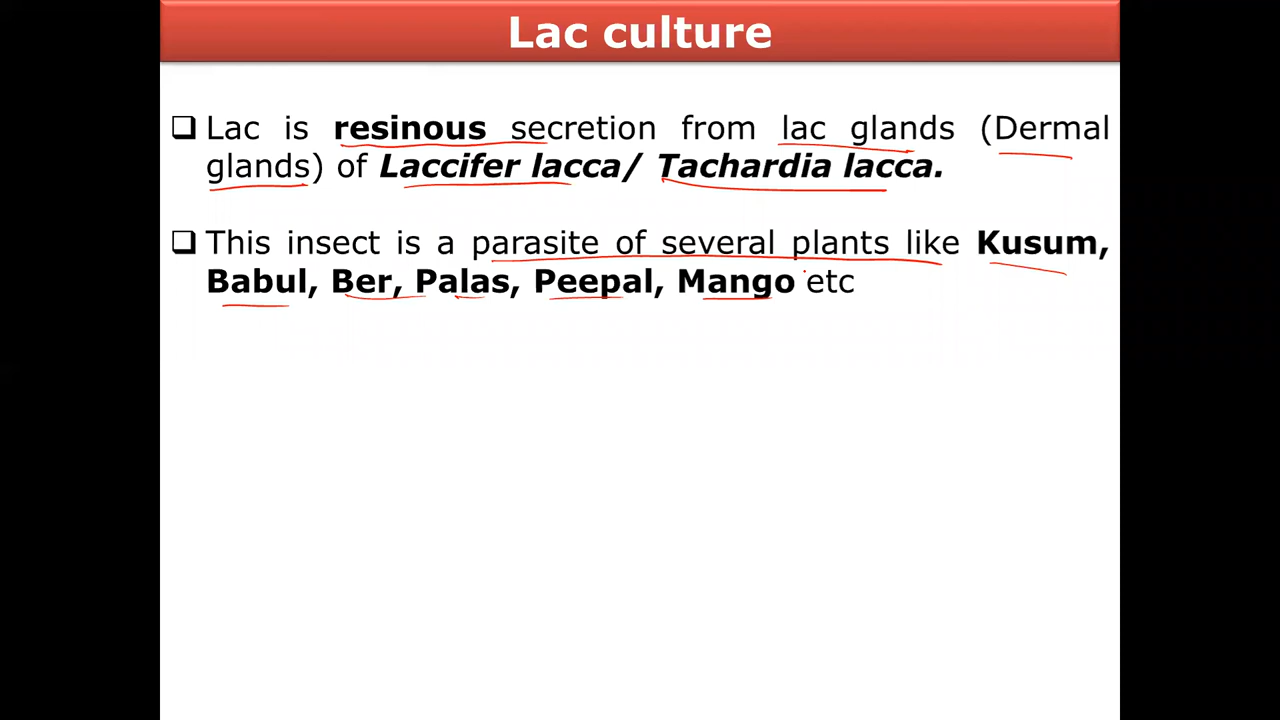 Lac culture
Lac is resinous secretion from lac glands (Dermal
glands) of Laccifer lacca/ Tachardia lacca.
This insect is a parasite of several plants like Kusum,
Babul, Ber, Palas, Peepal, Mango etc